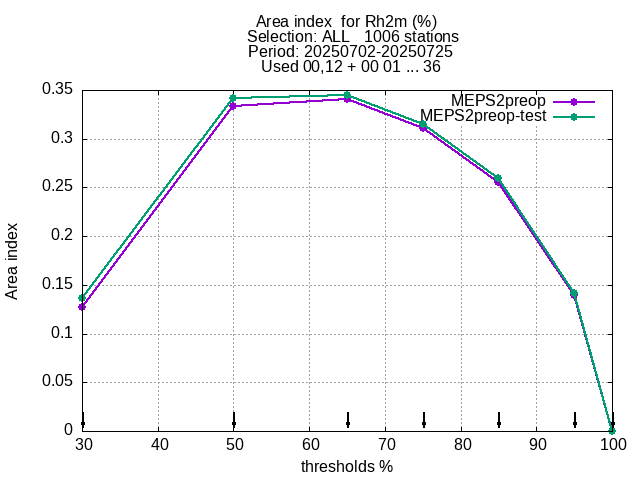 Area index  for Rh2m (%)
Selection: ALL   1006 stations
Period: 20250702-20250725
Used 00,12 + 00 01 ... 36
MEPS2preop
MEPS2preop-test
Area index
0.35
0.3
0.25
0.2
0.15
0.1
0.05
0
30 40 50 60 70 80 90 100
thresholds %